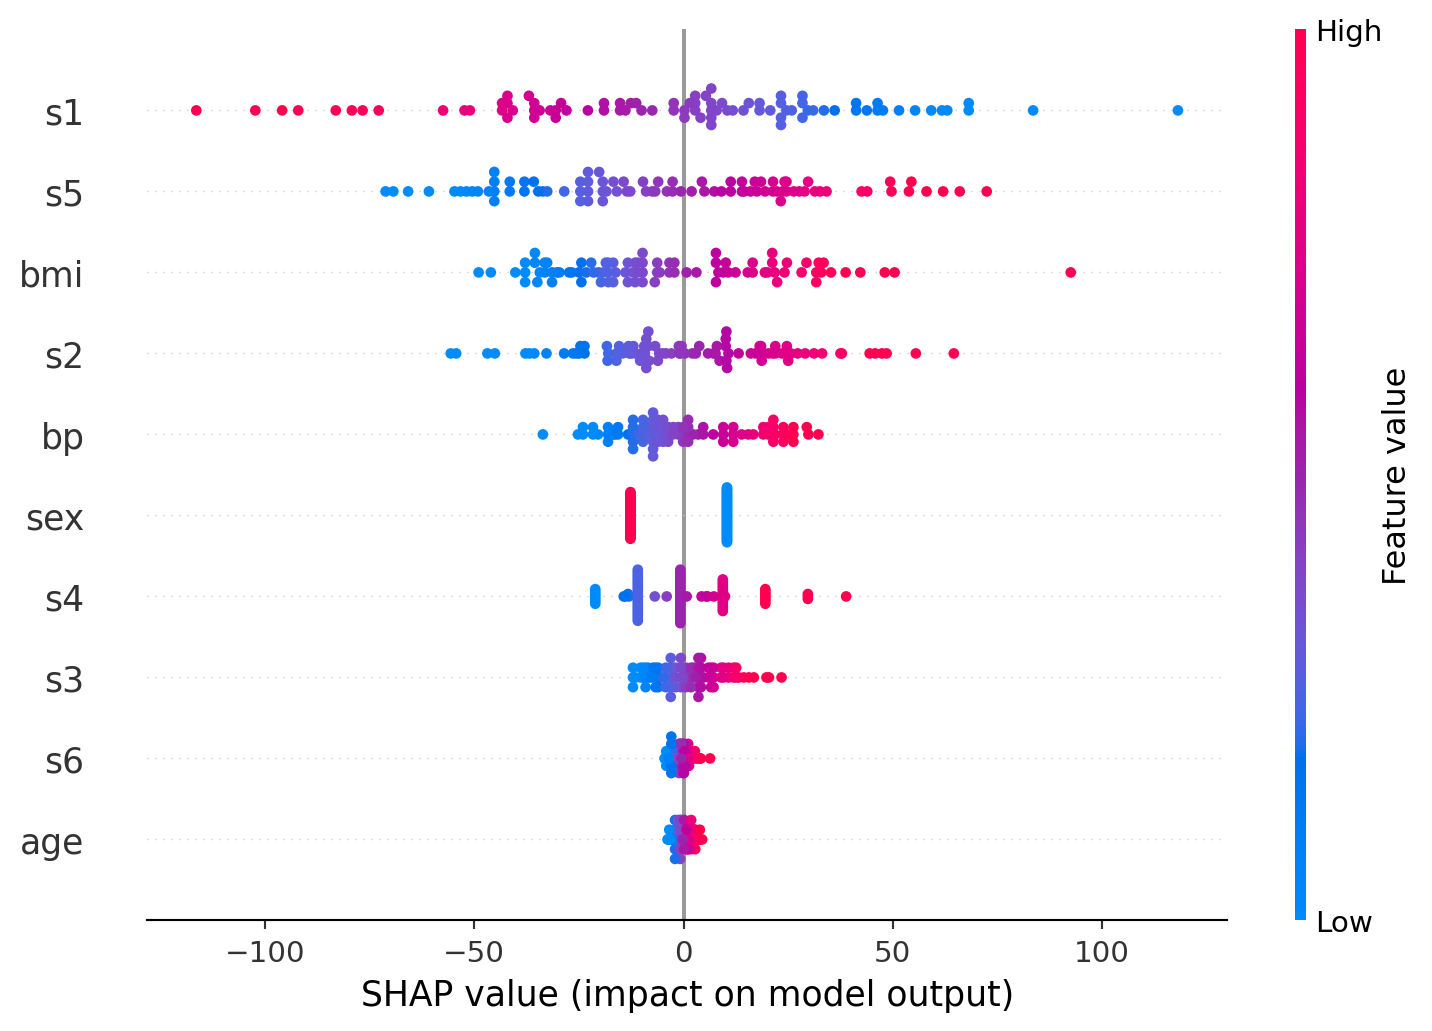 High
s1
s5
bmi
s2
bp
sex
s4
s3
s6
age
Feature value
Low
−100 −50 0 50 100
SHAP value (impact on model output)